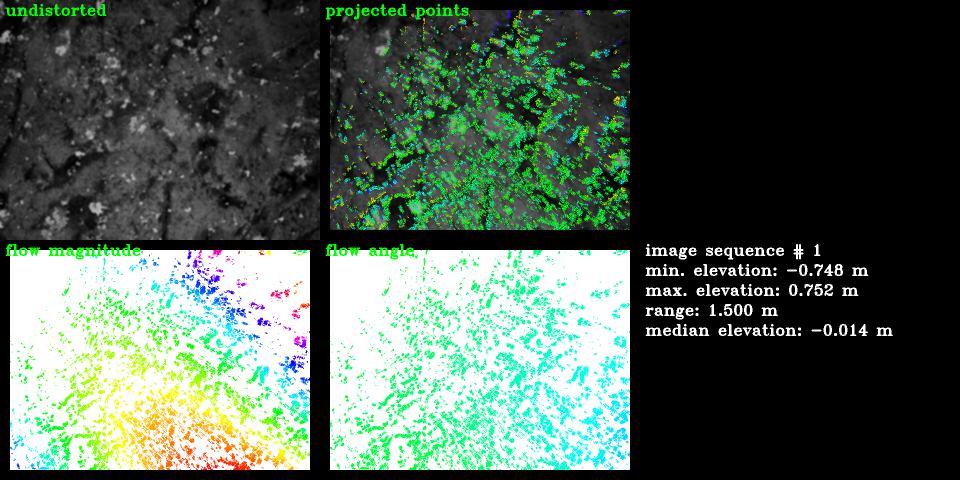 undistorted
projected points
flow magnitude
flow angle
image sequence # 1
min. elevation: −0.748 m
max. elevation: 0.752 m
range: 1.500 m
median elevation: −0.014 m